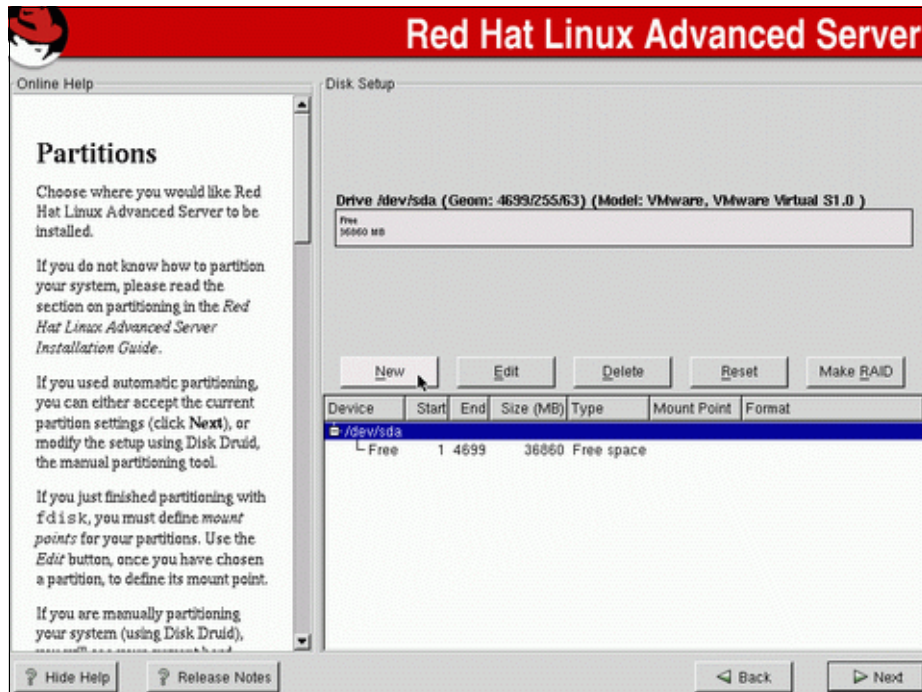 Red Hat Linux Advanced Server
Online Help
Partitions
Choose where you would like Red
Hat Linux Advanced Server to be
installed.
If you do not know how to partition
your system, please read the
section on partitioning in the Red
Hat Linux Advanced Server
Installation Guide.
If you used automatic partitioning,
you can either accept the current
partition settings (click Next), or
modify the setup using Disk Druid,
the manual partitioning tool.
If you just finished partitioning with
fdisk, you must define mount
points for your partitions. Use the
Edit button, once you have chosen
a partition, to define its mount point.
If you are manually partitioning
your system (using Disk Druid),
Disk Setup
Drive /dev/sda (Geom: 4699/255/63) (Model: VMware, VMware Virtual S1.0 )
Free
36860 MB
New Edit Delete Reset Make RAID
Device Start End Size (MB) Type Mount Point Format
/dev/sda
Free 1 4699 36860 Free space
Hide Help Release Notes Back Next